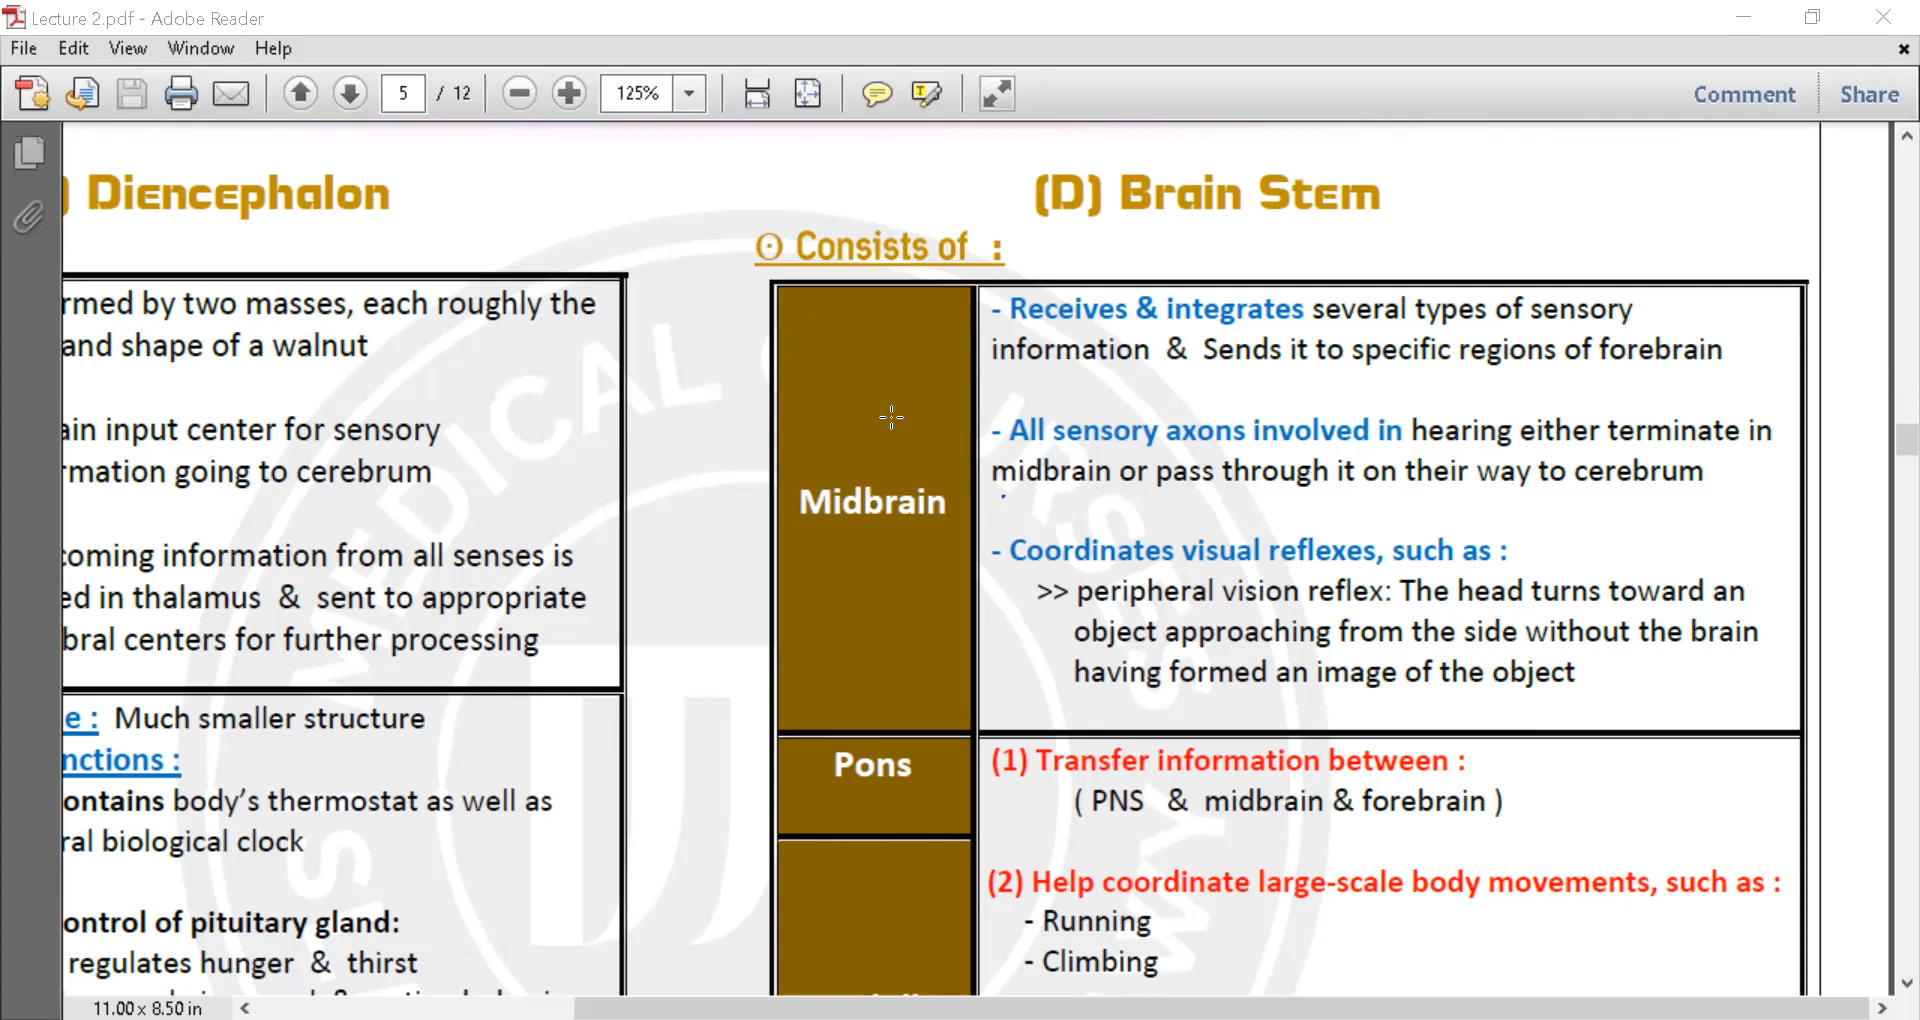 Lecture 2.pdf - Adobe Reader
File Edit View Window Help
5 / 12 125% Comment Share
) Diencephalon
rmed by two masses, each roughly the
and shape of a walnut
ain input center for sensory
rmation going to cerebrum
coming information from all senses is
ed in thalamus & sent to appropriate
bral centers for further processing
e : Much smaller structure
nctions :
ontains body's thermostat as well as
ral biological clock
ontrol of pituitary gland:
regulates hunger & thirst
(D) Brain Stem
ʘ Consists of :
Midbrain
- Receives & integrates several types of sensory
information & Sends it to specific regions of forebrain
- All sensory axons involved in hearing either terminate in
midbrain or pass through it on their way to cerebrum
- Coordinates visual reflexes, such as :
>> peripheral vision reflex: The head turns toward an
object approaching from the side without the brain
having formed an image of the object
Pons
(1) Transfer information between :
( PNS & midbrain & forebrain )
(2) Help coordinate large-scale body movements, such as :
- Running
- Climbing
11.00 x 8.50 in